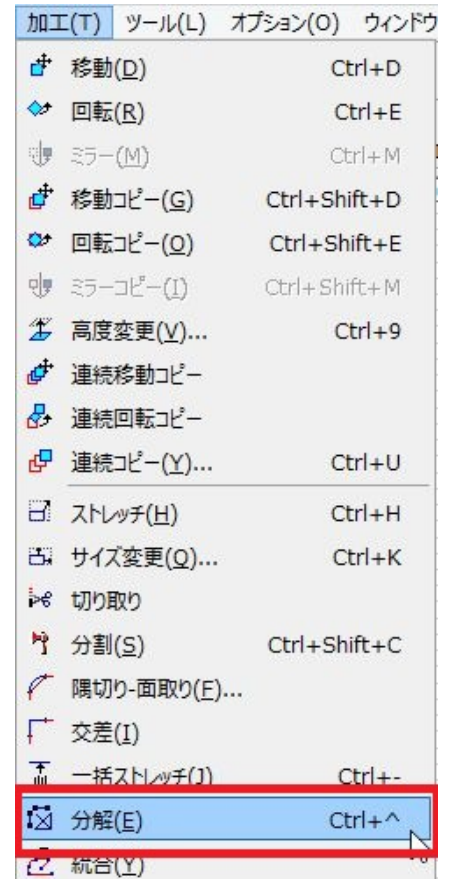 加工(T) ツール(L) オプション(O) ウィンドウ
移動(D) Ctrl+D
回転(R) Ctrl+E
ミラー(M) Ctrl+M
移動コピー(G) Ctrl+Shift+D
回転コピー(O) Ctrl+Shift+E
ミラーコピー(I) Ctrl+Shift+M
高度変更(V)... Ctrl+9
連続移動コピー
連続回転コピー
連続コピー(Y)... Ctrl+U
ストレッチ(H) Ctrl+H
サイズ変更(Q)... Ctrl+K
切り取り
分割(S) Ctrl+Shift+C
隅切り-面取り(F)...
交差(I)
一括ストレッチ(J) Ctrl+-
分解(E) Ctrl+^
統合(Y)